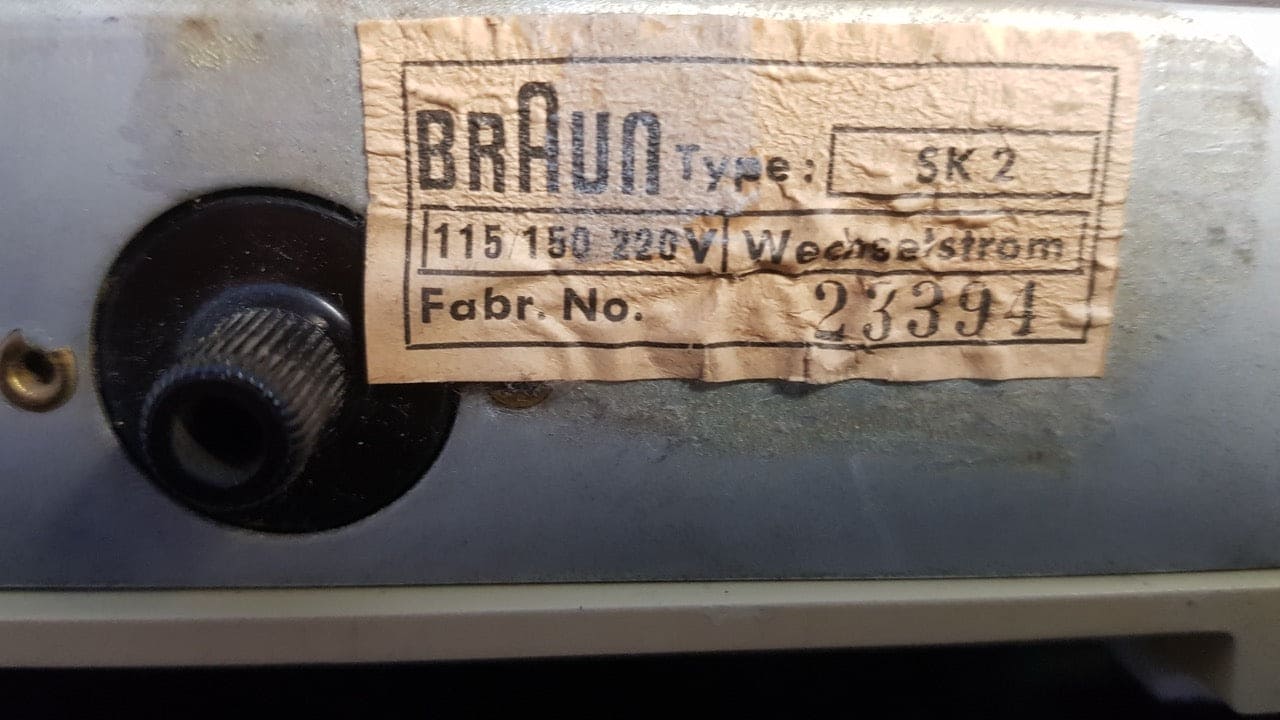 BRAUN Type: SK 2
115/150 220V Wechselstrom
Fabr. No. 23394